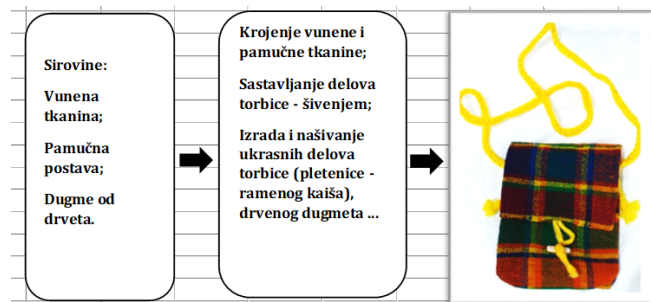 Sirovine:
Vunena
tkanina;
Pamučna
postava;
Dugme od
drveta.
Krojenje vunene i
pamučne tkanine;
Sastavljanje delova
torbice - šivenjem;
Izrada i našivanje
ukrasnih delova
torbice (pletenice -
ramenog kaiša),
drvenog dugmeta ...